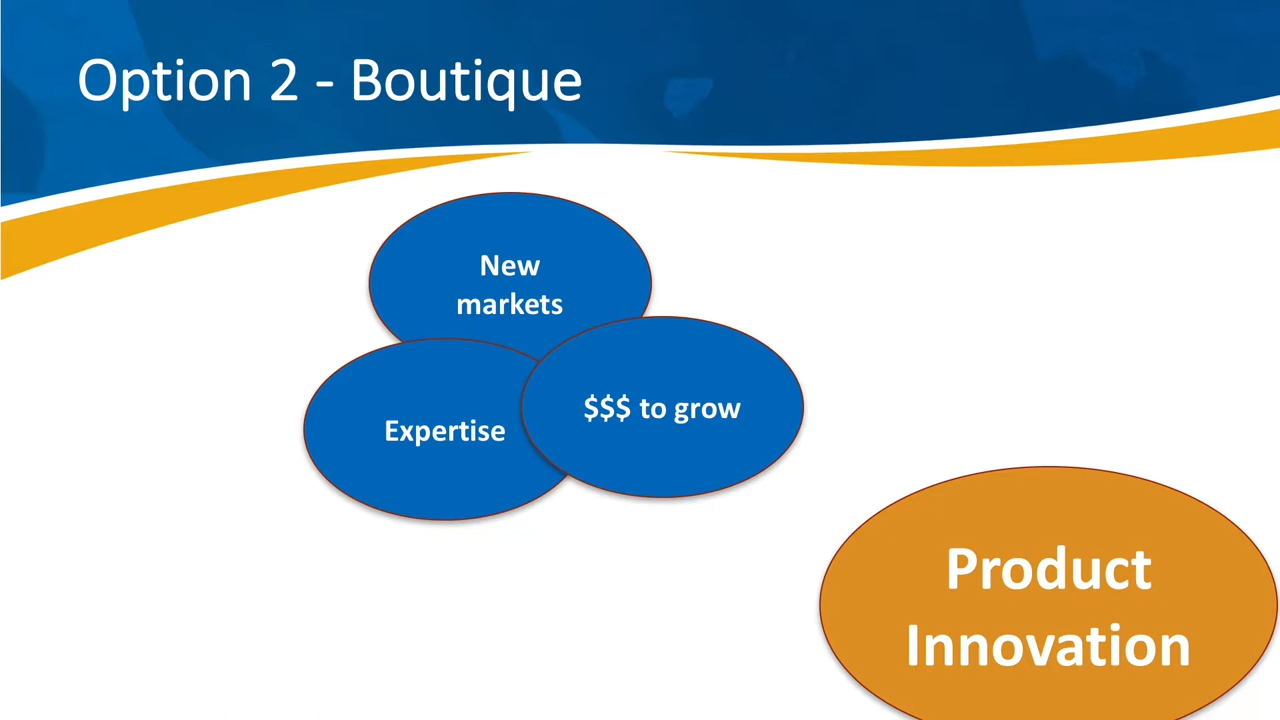 Option 2 - Boutique
New
markets
$$$ to grow
Expertise
Product
Innovation